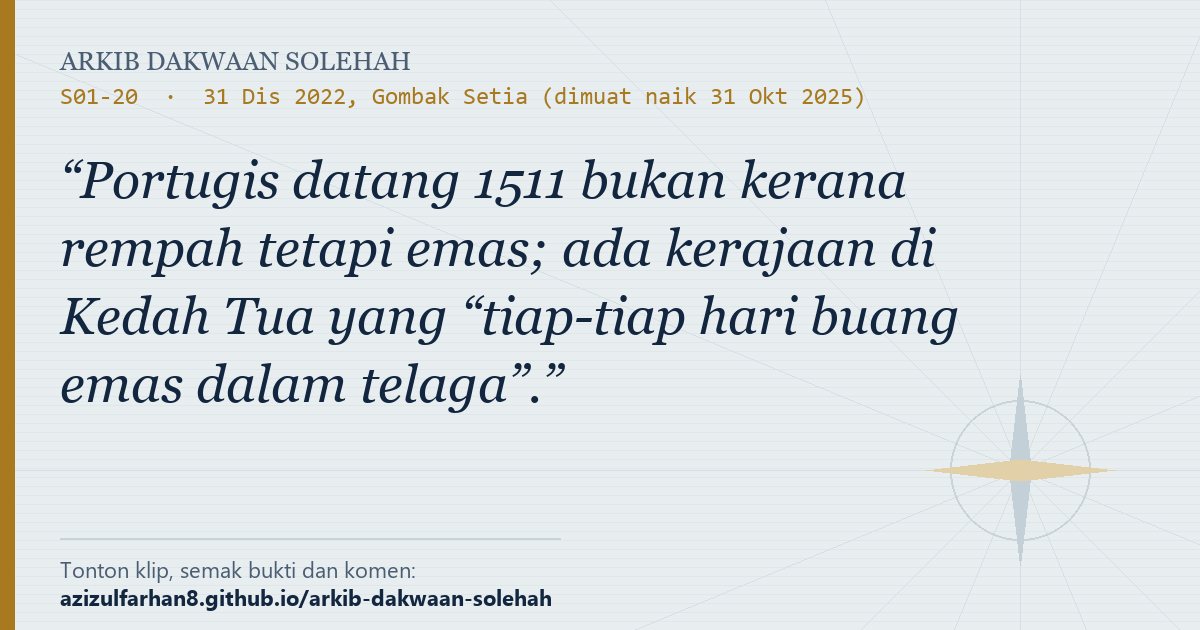 ARKIB DAKWAAN SOLEHAH
S01-20 · 31 Dis 2022, Gombak Setia (dimuat naik 31 Okt 2025)
“Portugis datang 1511 bukan kerana
rempah tetapi emas; ada kerajaan di
Kedah Tua yang “tiap-tiap hari buang
emas dalam telaga”.”
Tonton klip, semak bukti dan komen:
azizulfarhan8.github.io/arkib-dakwaan-solehah